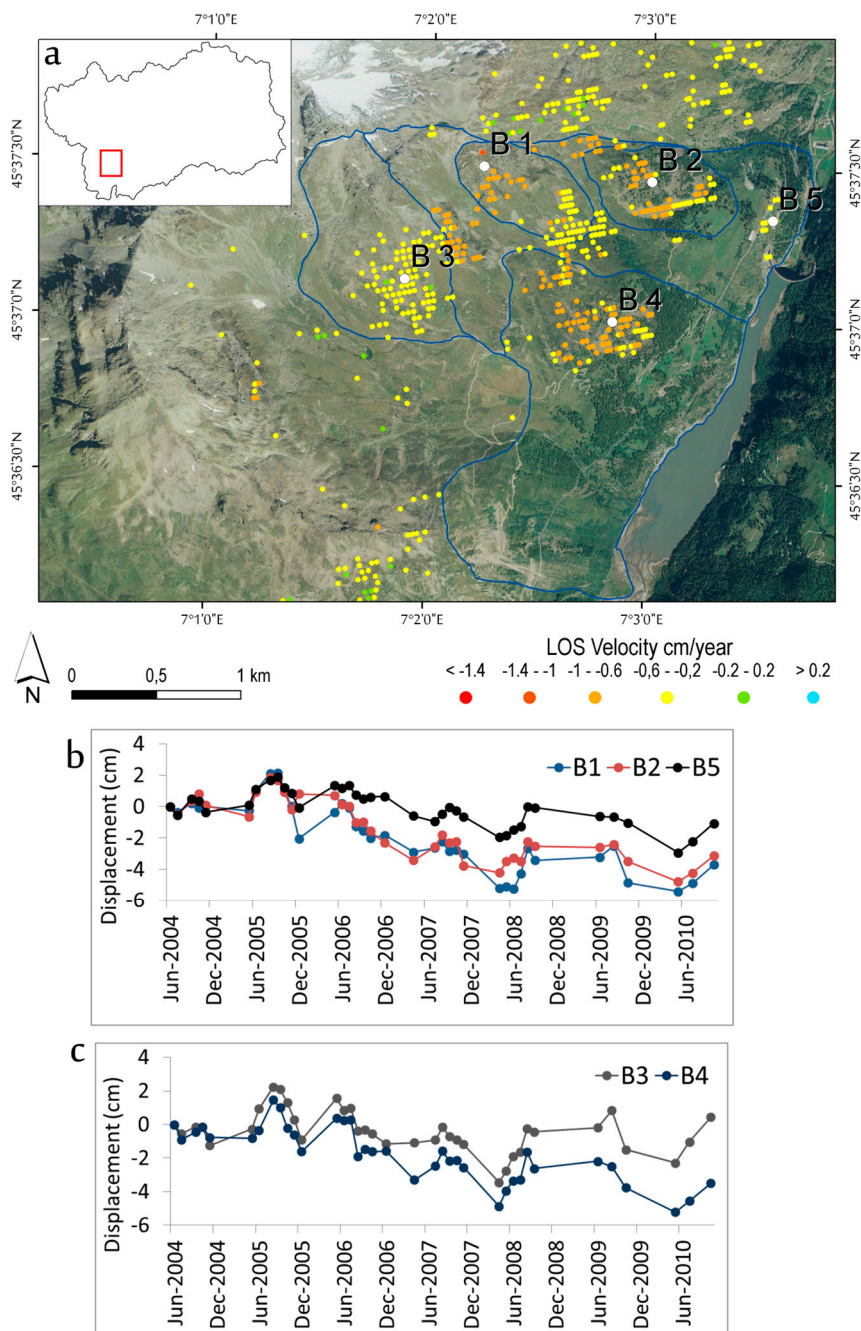 7°1'0"E 7°2'0"E 7°3'0"E
a
45°37'30"N
45°37'30"N
B 1
B 2
B 5
B 3
B 4
45°37'0"N
45°37'0"N
45°36'30"N
45°36'30"N
7°1'0"E 7°2'0"E 7°3'0"E
N
0 0,5 1 km
LOS Velocity cm/year
< -1.4 -1.4 - -1 -1 - -0.6 -0,6 - -0,2 -0.2 - 0.2 > 0.2
b
B1 B2 B5
Displacement (cm)
4
2
0
-2
-4
-6
Jun-2004 Dec-2004 Jun-2005 Dec-2005 Jun-2006 Dec-2006 Jun-2007 Dec-2007 Jun-2008 Dec-2008 Jun-2009 Dec-2009 Jun-2010
c
B3 B4
Displacement (cm)
4
2
0
-2
-4
-6
Jun-2004 Dec-2004 Jun-2005 Dec-2005 Jun-2006 Dec-2006 Jun-2007 Dec-2007 Jun-2008 Dec-2008 Jun-2009 Dec-2009 Jun-2010